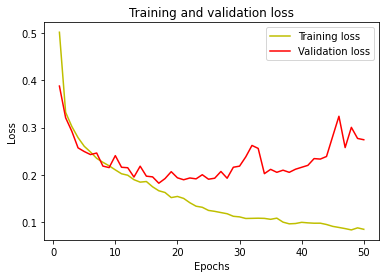 Training and validation loss
Training loss
Validation loss
Loss
0.5
0.4
0.3
0.2
0.1
0 10 20 30 40 50
Epochs